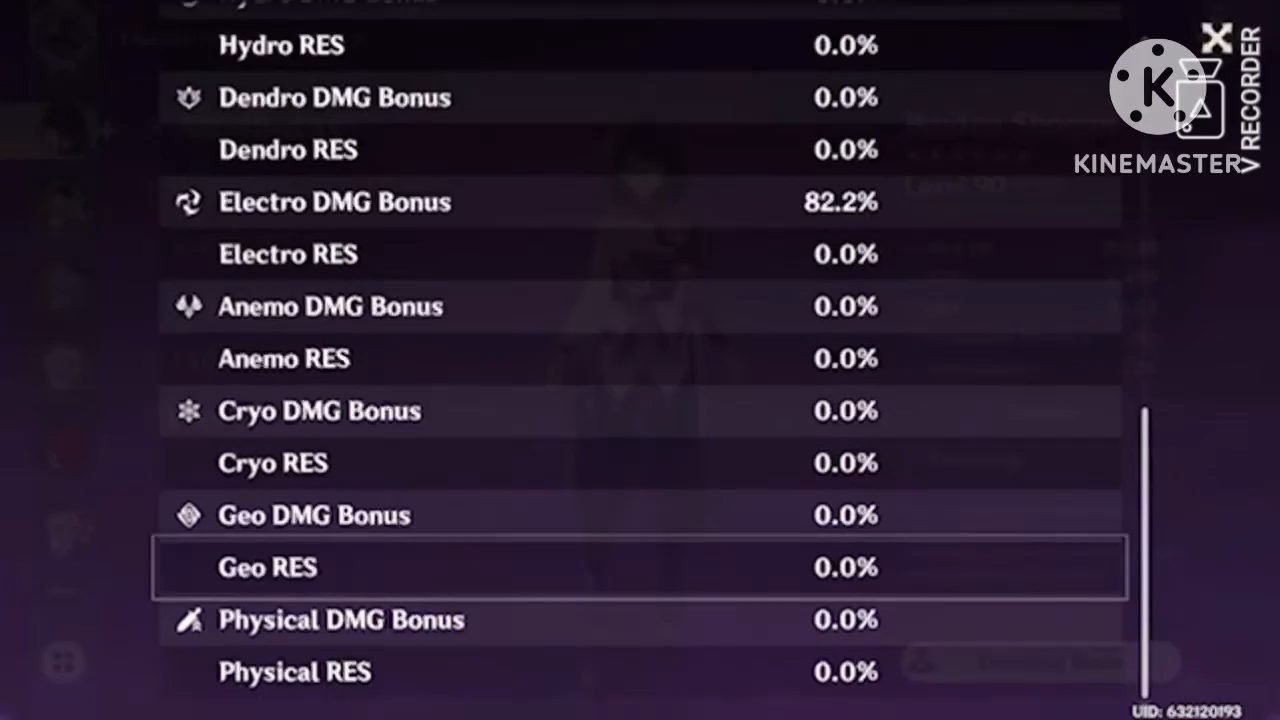 Hydro RES 0.0%
Dendro DMG Bonus 0.0%
Dendro RES 0.0%
Electro DMG Bonus 82.2%
Electro RES 0.0%
Anemo DMG Bonus 0.0%
Anemo RES 0.0%
Cryo DMG Bonus 0.0%
Cryo RES 0.0%
Geo DMG Bonus 0.0%
Geo RES 0.0%
Physical DMG Bonus 0.0%
Physical RES 0.0%
K
KINEMASTER
V RECORDER
UID: 632120193